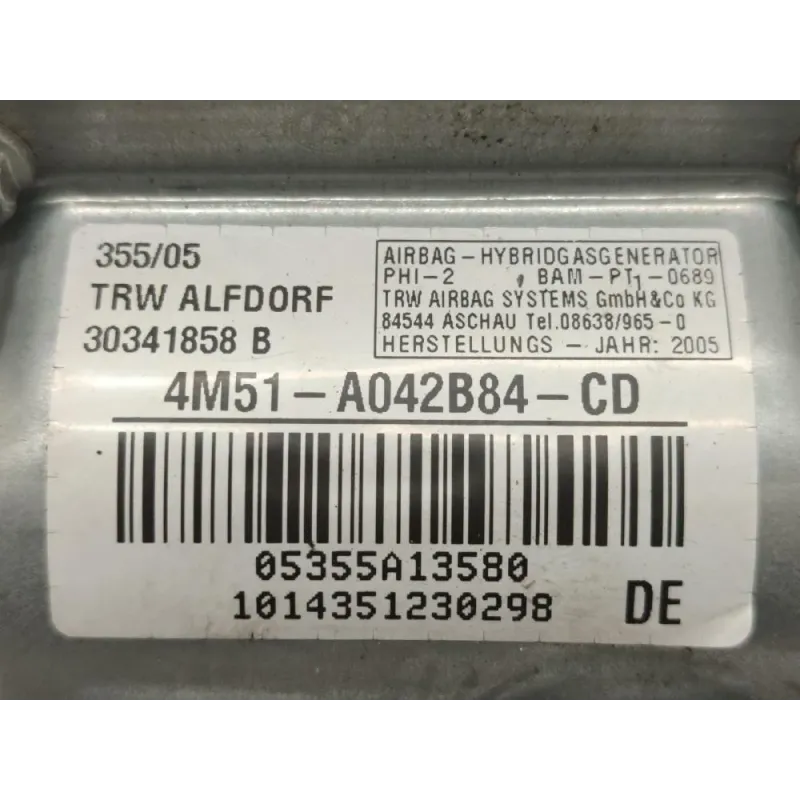 355/05
TRW ALFDORF
30341858 B
AIRBAG - HYBRIDGASGENERATOR
PHI-2 , BAM-PT1-0689
TRW AIRBAG SYSTEMS GmbH&Co KG
84544 ASCHAU Tel.08638/965-0
HERSTELLUNGS - JAHR: 2005
4M51-A042B84-CD
05355A13580
1014351230298
DE